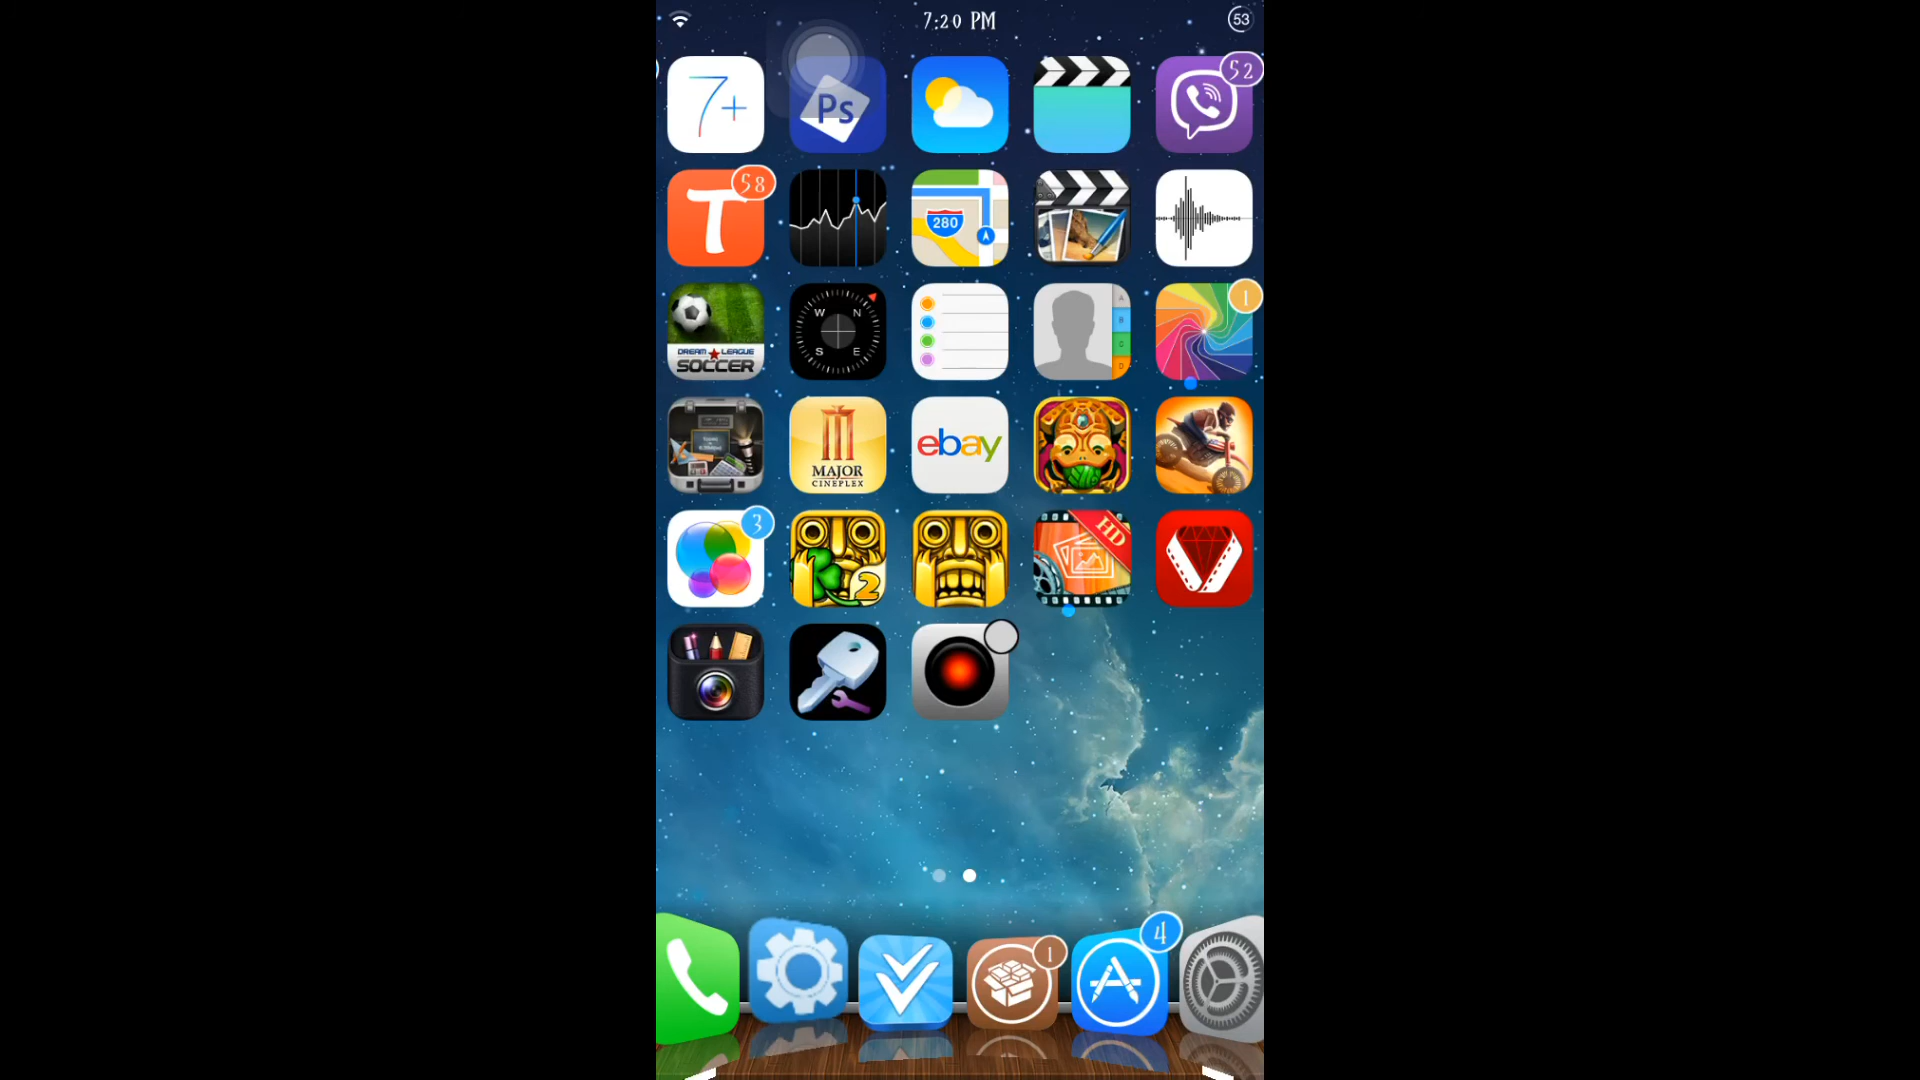 7:20 PM
53
7+
Ps
52
T
58
280
W N
S E
A
B
C
D
1
DREAM LEAGUE
SOCCER
MAJOR
CINEPLEX
ebay
3
2
HD
1
4